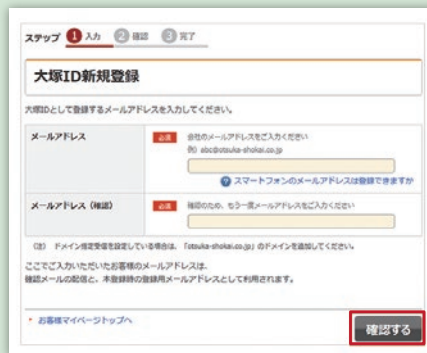 ステップ 1 入力 2 確認 3 完了
大塚ID新規登録
大塚IDとして登録するメールアドレスを入力してください。
メールアドレス 必須 会社のメールアドレスをご入力ください
例）abc@otsuka-shokai.co.jp
? スマートフォンのメールアドレスは登録できますか
メールアドレス（確認） 必須 確認のため、もう一度メールアドレスをご入力ください
（注） ドメイン指定受信を設定している場合は、「otsuka-shokai.co.jp」のドメインを追加してください。
ここでご入力いただいたお客様のメールアドレスは、
確認メールの配信と、本登録時の登録用メールアドレスとして利用されます。
お客様マイページトップへ
確認する